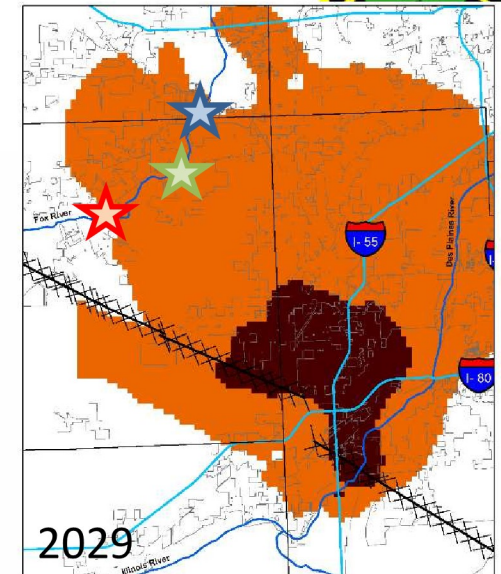 Fox River
I- 55
Des Plaines River
I-
I- 80
2029
Illinois River